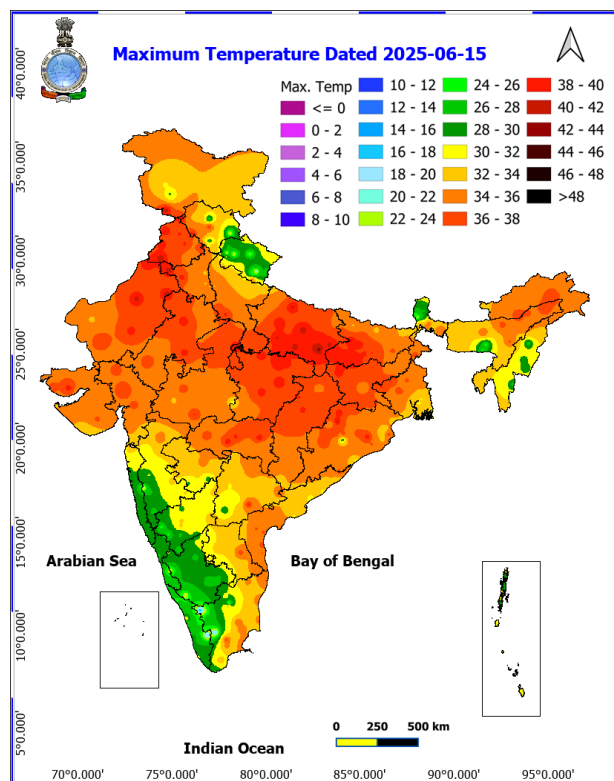 Maximum Temperature Dated 2025-06-15
Max. Temp
<= 0
0 - 2
2 - 4
4 - 6
6 - 8
8 - 10
10 - 12
12 - 14
14 - 16
16 - 18
18 - 20
20 - 22
22 - 24
24 - 26
26 - 28
28 - 30
30 - 32
32 - 34
34 - 36
36 - 38
38 - 40
40 - 42
42 - 44
44 - 46
46 - 48
>48
40°0.000'
35°0.000'
30°0.000'
25°0.000'
20°0.000'
15°0.000'
10°0.000'
5°0.000'
Arabian Sea
Bay of Bengal
0 250 500 km
Indian Ocean
70°0.000' 75°0.000' 80°0.000' 85°0.000' 90°0.000' 95°0.000'